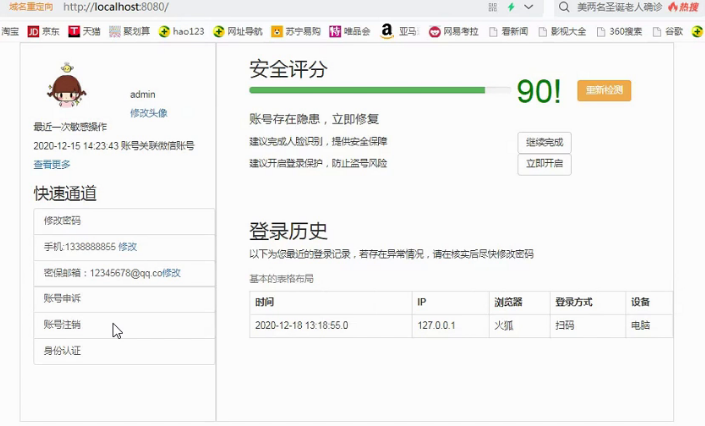 域名重定向 http://localhost:8080/ 美两名圣诞老人确诊 热搜
淘宝 JD 京东 T 天猫 聚划算 hao123 网址导航 苏宁易购 特 唯品会 a 亚马 网易考拉 看新闻 影视大全 360搜索 谷歌
admin
修改头像
最近一次敏感操作
2020-12-15 14:23:43 账号关联微信账号
查看更多
快速通道
修改密码
手机:1338888855 修改
密保邮箱：12345678@qq.co修改
账号申诉
账号注销
身份认证
安全评分
90! 重新检测
账号存在隐患，立即修复
建议完成人脸识别，提供安全保障 继续完成
建议开启登录保护，防止盗号风险 立即开启
登录历史
以下为您最近的登录记录，若存在异常情况，请在核实后尽快修改密码
基本的表格布局
时间 IP 浏览器 登录方式 设备
2020-12-18 13:18:55.0 127.0.0.1 火狐 扫码 电脑